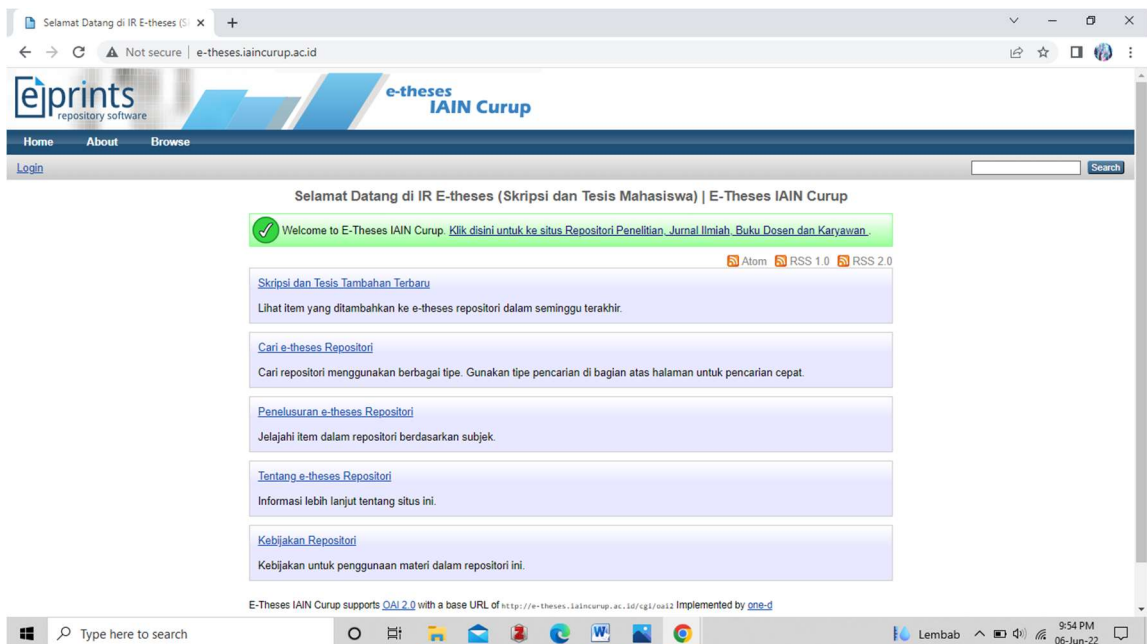 Selamat Datang di IR E-theses (S
Not secure | e-theses.iaincurup.ac.id
eprints
repository software
e-theses
IAIN Curup
Home About Browse
Login
Search
Selamat Datang di IR E-theses (Skripsi dan Tesis Mahasiswa) | E-Theses IAIN Curup
Welcome to E-Theses IAIN Curup. Klik disini untuk ke situs Repositori Penelitian, Jurnal Ilmiah, Buku Dosen dan Karyawan .
Atom RSS 1.0 RSS 2.0
Skripsi dan Tesis Tambahan Terbaru
Lihat item yang ditambahkan ke e-theses repositori dalam seminggu terakhir.
Cari e-theses Repositori
Cari repositori menggunakan berbagai tipe. Gunakan tipe pencarian di bagian atas halaman untuk pencarian cepat.
Penelusuran e-theses Repositori
Jelajahi item dalam repositori berdasarkan subjek.
Tentang e-theses Repositori
Informasi lebih lanjut tentang situs ini.
Kebijakan Repositori
Kebijakan untuk penggunaan materi dalam repositori ini.
E-Theses IAIN Curup supports OAI 2.0 with a base URL of http://e-theses.iaincurup.ac.id/cgi/oai2 Implemented by one-d
Type here to search
Lembab
9:54 PM
06-Jun-22